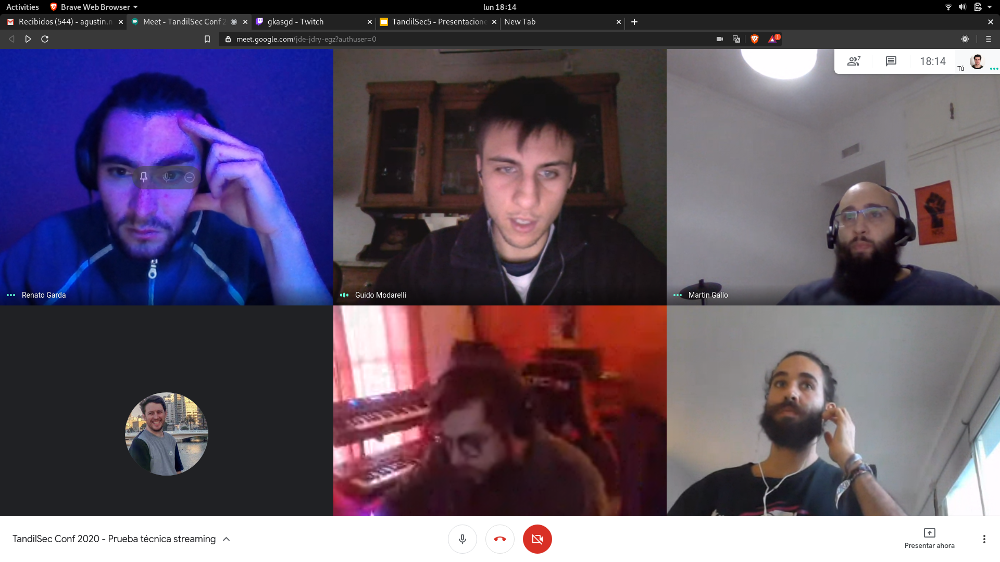 Activities
Brave Web Browser
lun 18:14
Recibidos (544) - agustin.n
Meet - TandilSec Conf 2
gkasgd - Twitch
TandilSec5 - Presentacione
New Tab
meet.google.com/jde-jdry-egz?authuser=0
1
7
18:14
Tú
Renato Garda
Guido Modarelli
Martin Gallo
TandilSec Conf 2020 - Prueba técnica streaming
Presentar ahora